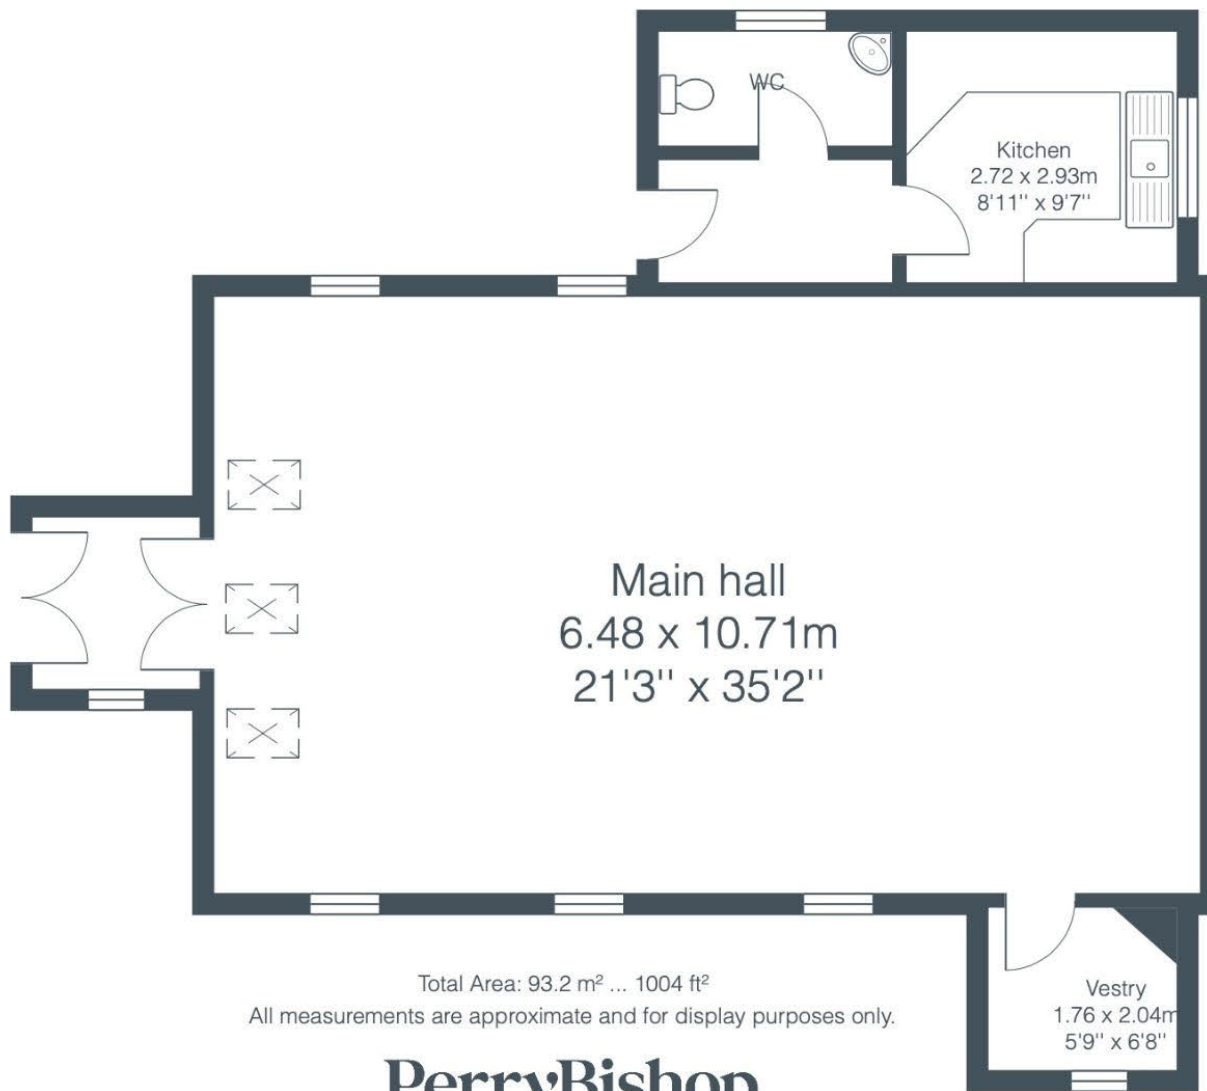 WC
Kitchen
2.72 x 2.93m
8'11'' x 9'7''
Main hall
6.48 x 10.71m
21'3'' x 35'2''
Vestry
1.76 x 2.04m
5'9'' x 6'8''
Total Area: 93.2 m² ... 1004 ft²
All measurements are approximate and for display purposes only.
PerryBishop